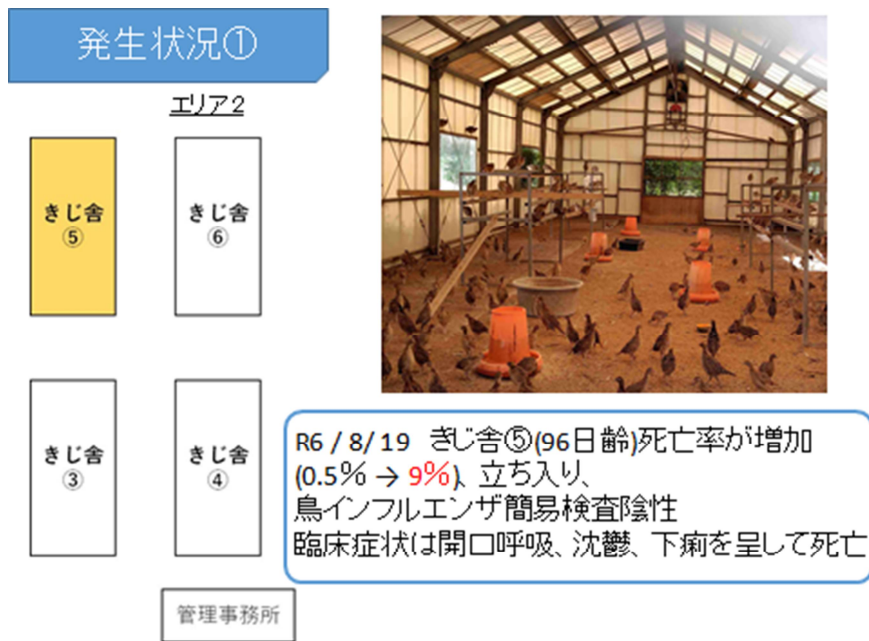 発生状況①
エリア2
きじ舎
⑤
きじ舎
⑥
きじ舎
③
きじ舎
④
管理事務所
R6 / 8/ 19　きじ舎⑤(96日齢)死亡率が増加
(0.5% → 9%)、立ち入り、
鳥インフルエンザ簡易検査陰性
臨床症状は開口呼吸、沈鬱、下痢を呈して死亡